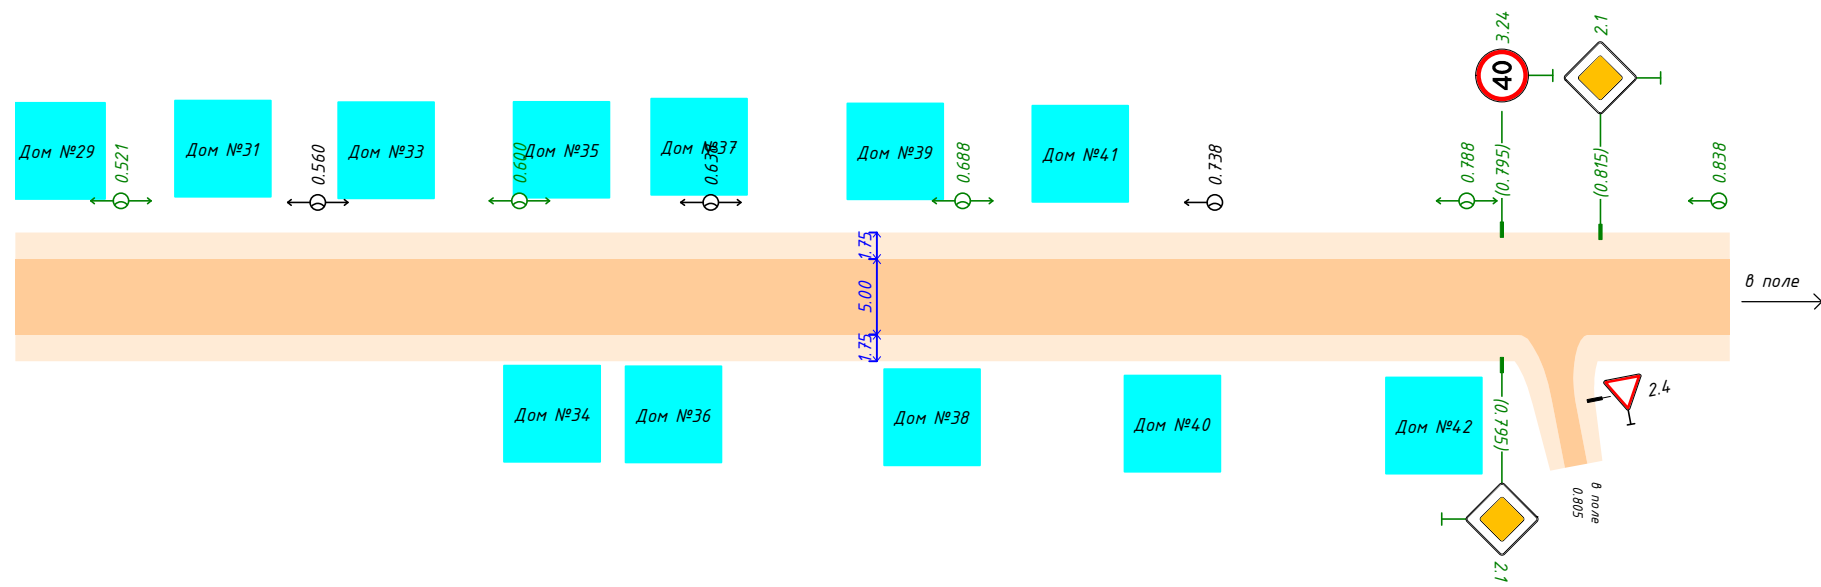 3.24
2.1
40
Дом №29
0.521
Дом №31
0.560
Дом №33
0.600
Дом №35
Дом №37
Дом №39
0.688
Дом №41
0.738
0.788
(0.795)
(0.815)
0.838
1.75
5.00
1.75
в поле
Дом №34
Дом №36
Дом №38
Дом №40
Дом №42
(0.795)
2.4
в поле
0.805
2.1